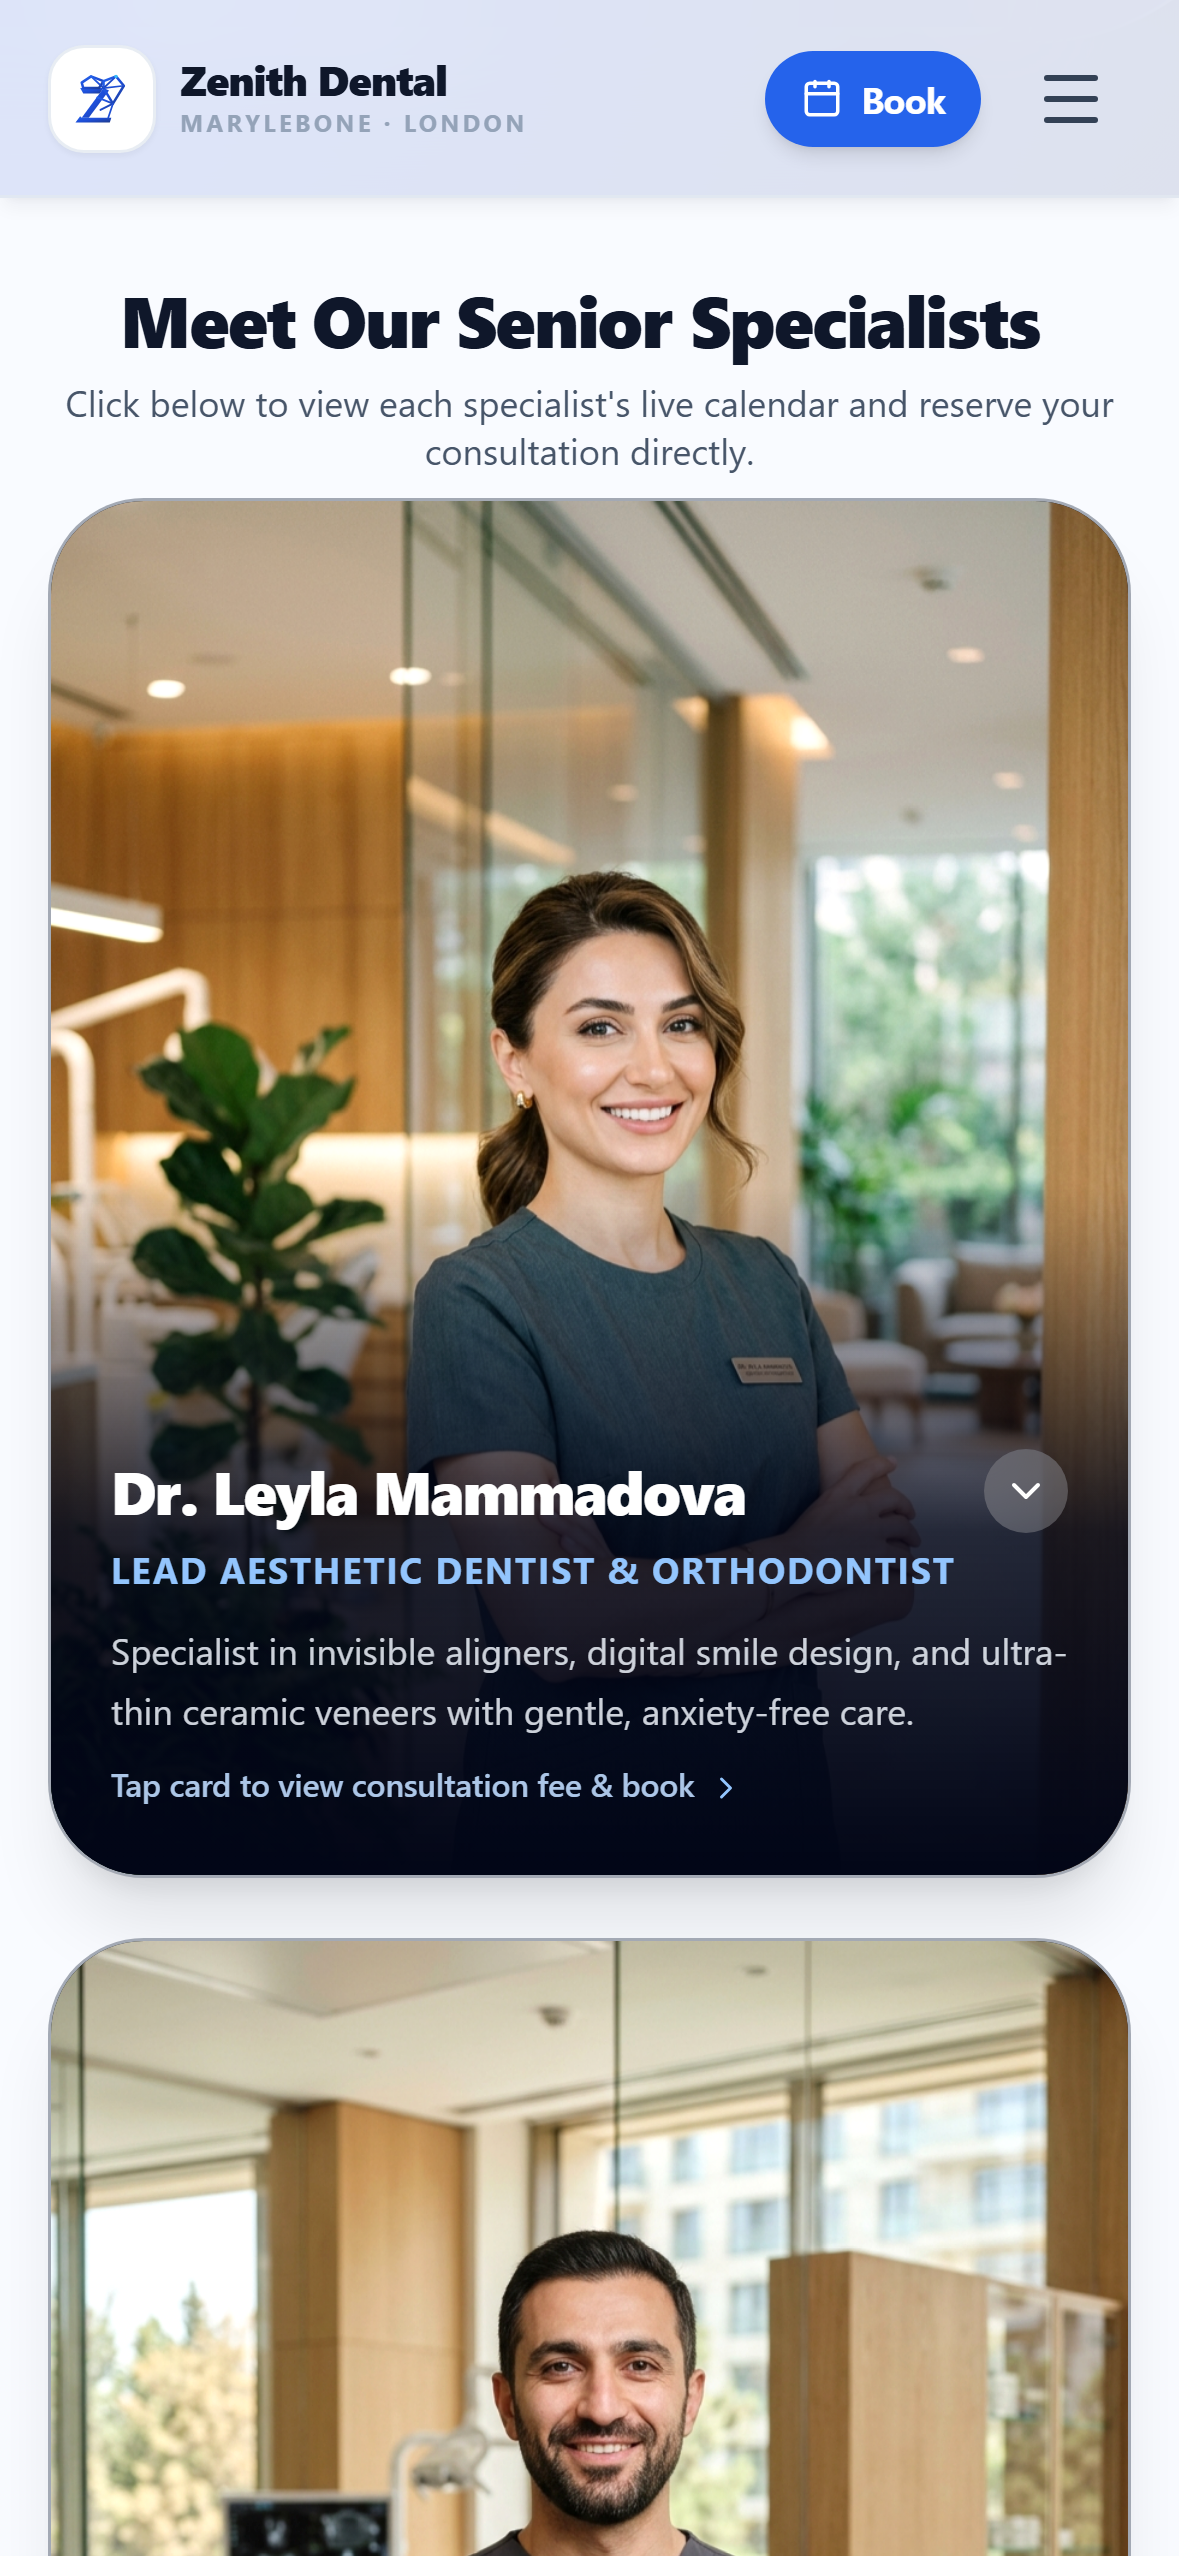 Zenith Dental
MARYLEBONE · LONDON
Book
Meet Our Senior Specialists
Click below to view each specialist's live calendar and reserve your
consultation directly.
Dr. Leyla Mammadova
LEAD AESTHETIC DENTIST & ORTHODONTIST
Specialist in invisible aligners, digital smile design, and ultra-
thin ceramic veneers with gentle, anxiety-free care.
Tap card to view consultation fee & book